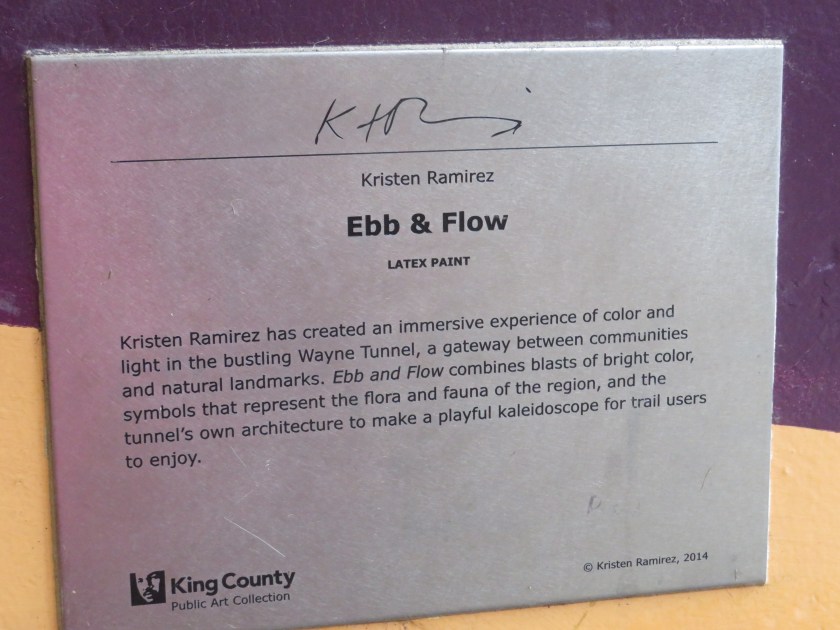 Kristen Ramirez
Ebb & Flow
LATEX PAINT
Kristen Ramirez has created an immersive experience of color and
light in the bustling Wayne Tunnel, a gateway between communities
and natural landmarks. Ebb and Flow combines blasts of bright color,
symbols that represent the flora and fauna of the region, and the
tunnel's own architecture to make a playful kaleidoscope for trail users
to enjoy.
King County
Public Art Collection
© Kristen Ramirez, 2014